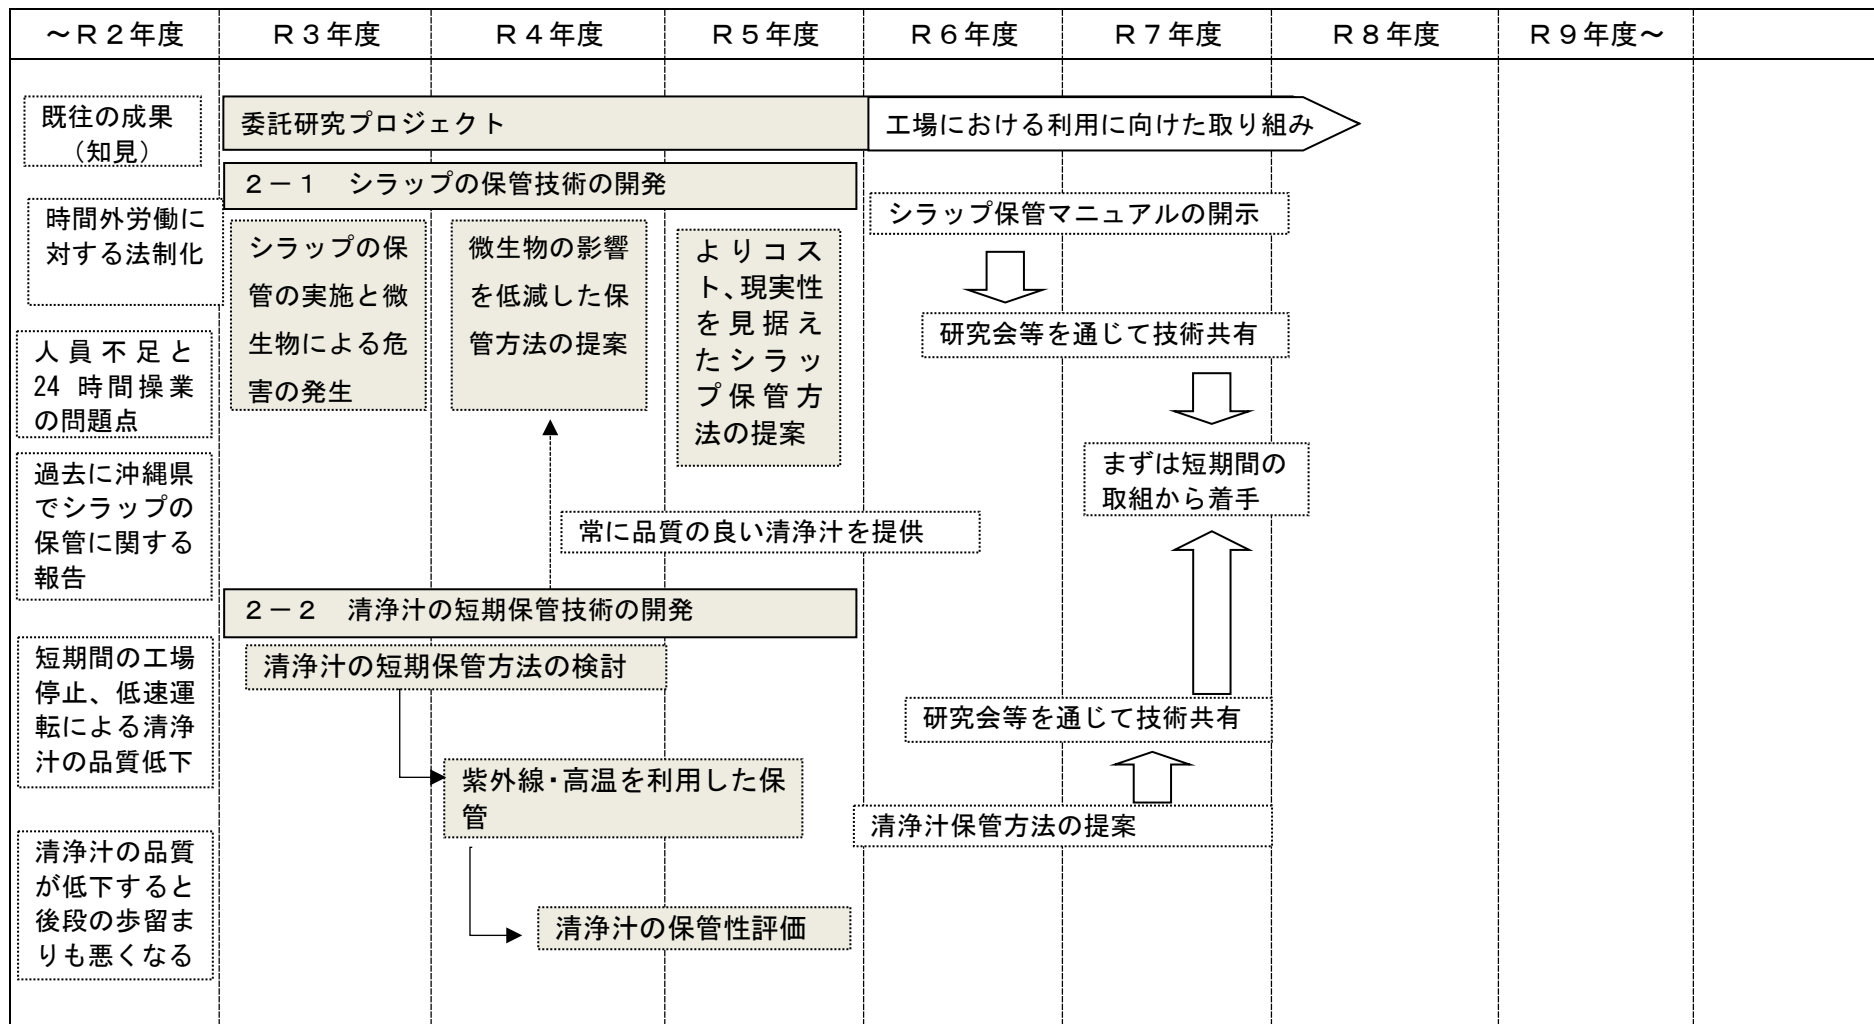 ～Ｒ２年度
Ｒ３年度
Ｒ４年度
Ｒ５年度
Ｒ６年度
Ｒ７年度
Ｒ８年度
Ｒ９年度～
既往の成果
（知見）
時間外労働に
対する法制化
人員不足と
24 時間操業
の問題点
過去に沖縄県
でシラップの
保管に関する
報告
短期間の工場
停止、低速運
転による清浄
汁の品質低下
清浄汁の品質
が低下すると
後段の歩留ま
りも悪くなる
委託研究プロジェクト
工場における利用に向けた取り組み
２－１　シラップの保管技術の開発
シラップの保
管の実施と微
生物による危
害の発生
微生物の影響
を低減した保
管方法の提案
よりコス
ト、現実性
を見据え
たシラッ
プ保管方
法の提案
シラップ保管マニュアルの開示
研究会等を通じて技術共有
まずは短期間の
取組から着手
常に品質の良い清浄汁を提供
２－２　清浄汁の短期保管技術の開発
清浄汁の短期保管方法の検討
紫外線・高温を利用した保
管
清浄汁の保管性評価
研究会等を通じて技術共有
清浄汁保管方法の提案